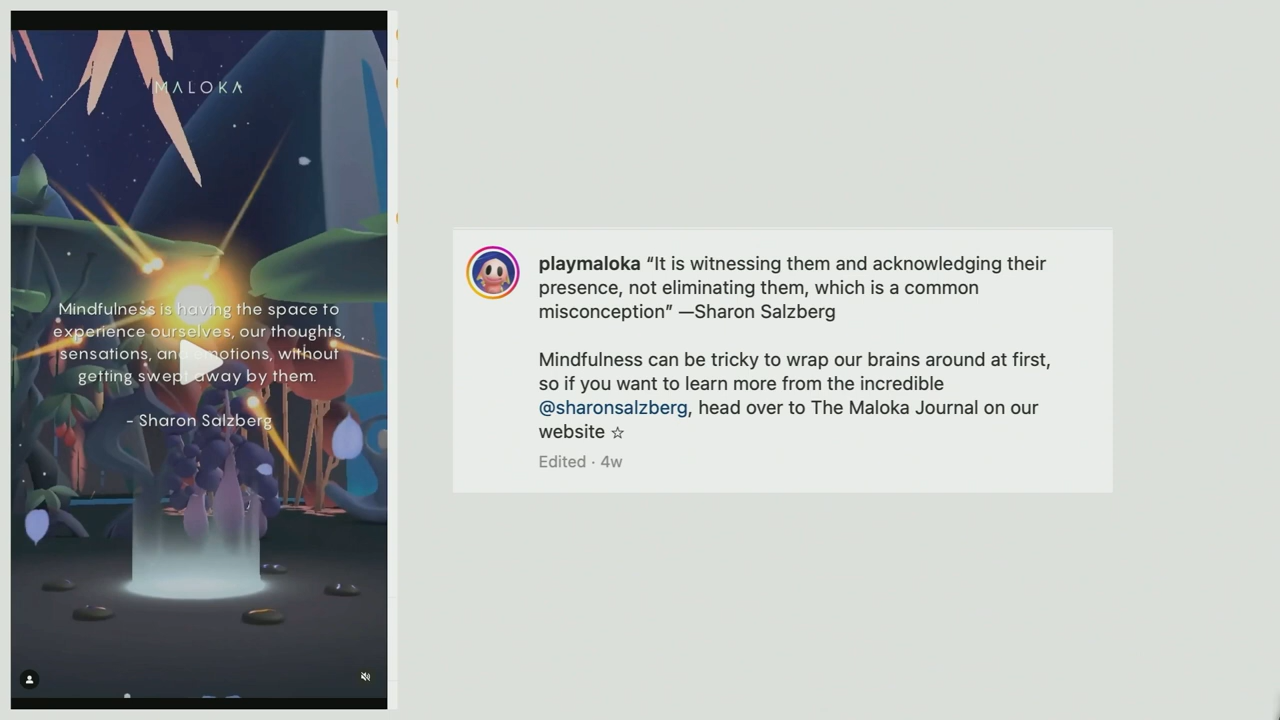 MALOKA
Mindfulness is having the space to
experience ourselves, our thoughts,
sensations, and emotions, without
getting swept away by them.
- Sharon Salzberg
playmaloka “It is witnessing them and acknowledging their
presence, not eliminating them, which is a common
misconception” —Sharon Salzberg
Mindfulness can be tricky to wrap our brains around at first,
so if you want to learn more from the incredible
@sharonsalzberg, head over to The Maloka Journal on our
website ☆
Edited · 4w